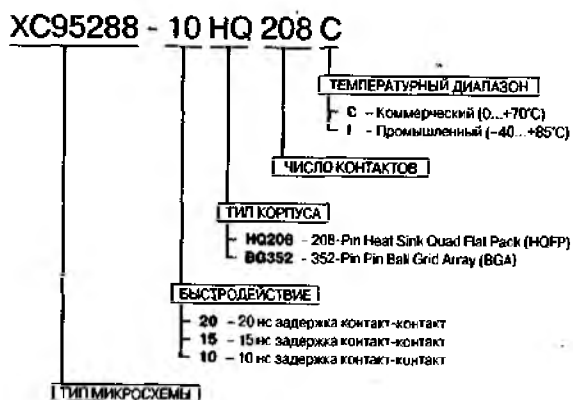 XC95288 - 10 HQ 208 C
ТЕМПЕРАТУРНЫЙ ДИАПАЗОН
C – Коммерческий (0...+70°C)
I – Промышленный (–40...+85°C)
ЧИСЛО КОНТАКТОВ
ТИП КОРПУСА
HQ208 – 208-Pin Heat Sink Quad Flat Pack (HQFP)
BG352 – 352-Pin Pin Ball Grid Array (BGA)
БЫСТРОДЕЙСТВИЕ
20 – 20 нс задержка контакт-контакт
15 – 15 нс задержка контакт-контакт
10 – 10 нс задержка контакт-контакт
ТИП МИКРОСХЕМЫ